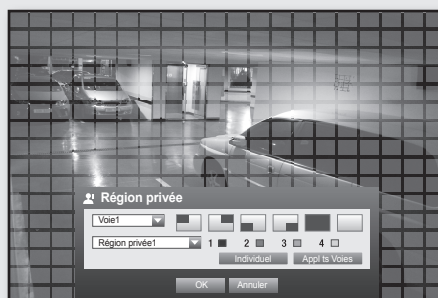 Région privée
Voie1
Région privée1 1 2 3 4
Individuel Appl ts Voies
OK Annuler